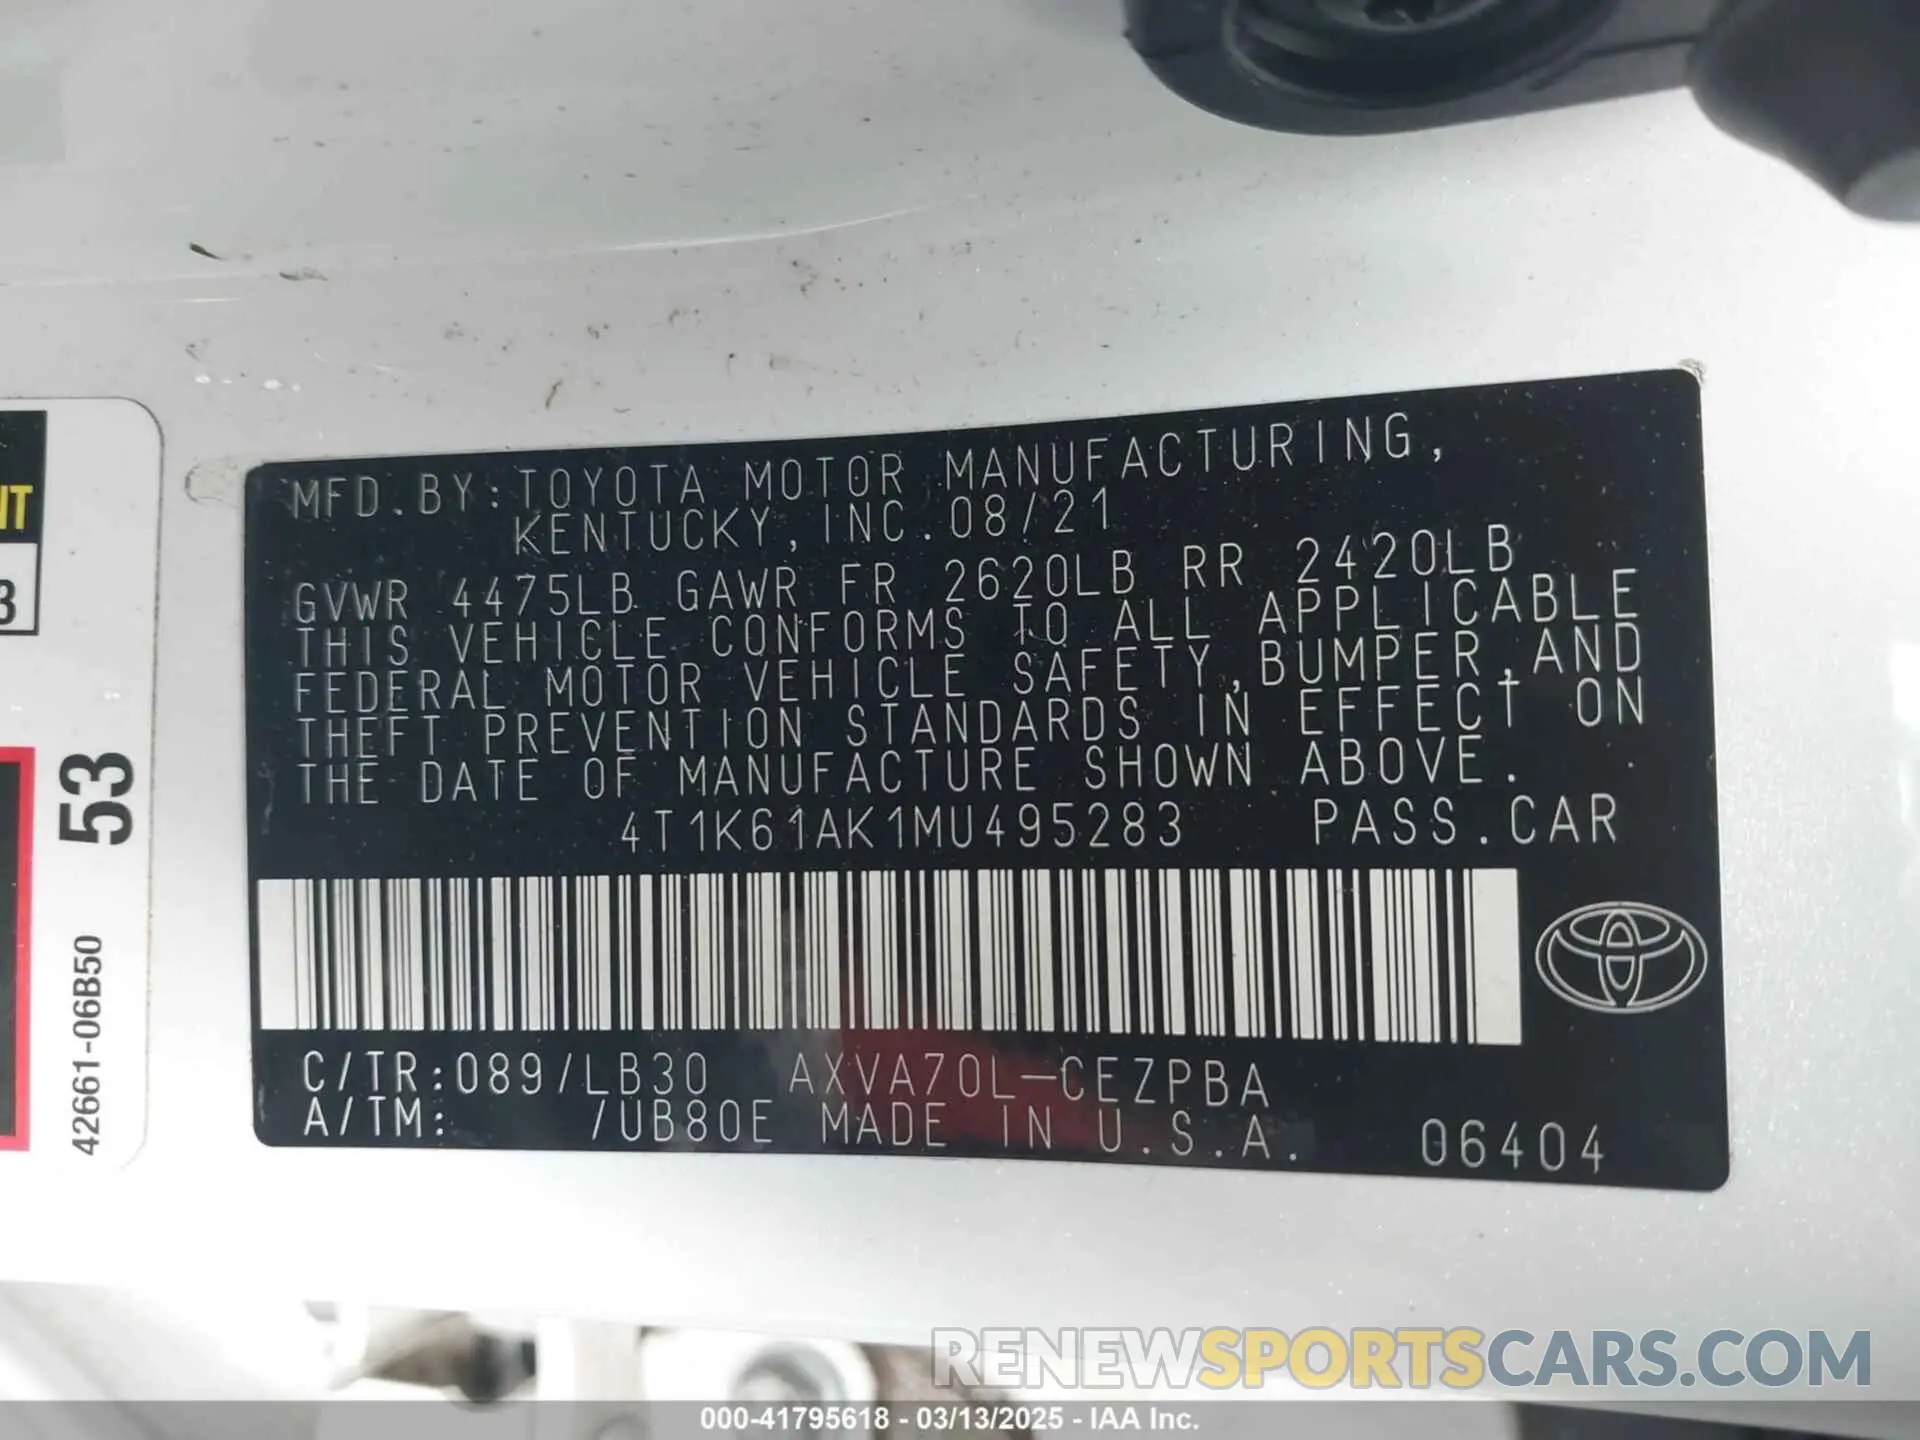 MFD.BY:TOYOTA MOTOR MANUFACTURING,
KENTUCKY, INC.08/21
GVWR 4475LB GAWR FR 2620LB RR 2420LB
THIS VEHICLE CONFORMS TO ALL APPLICABLE
FEDERAL MOTOR VEHICLE SAFETY,BUMPER,AND
THEFT PREVENTION STANDARDS IN EFFECT ON
THE DATE OF MANUFACTURE SHOWN ABOVE.
4T1K61AK1MU495283 PASS.CAR
C/TR:089/LB30 AXVA70L-CEZPBA
A/TM: /UB80E MADE IN U.S.A. 06404
NT
3
53
42661-06B50
RENEWSPORTSCARS.COM
000-41795618 - 03/13/2025 - IAA Inc.